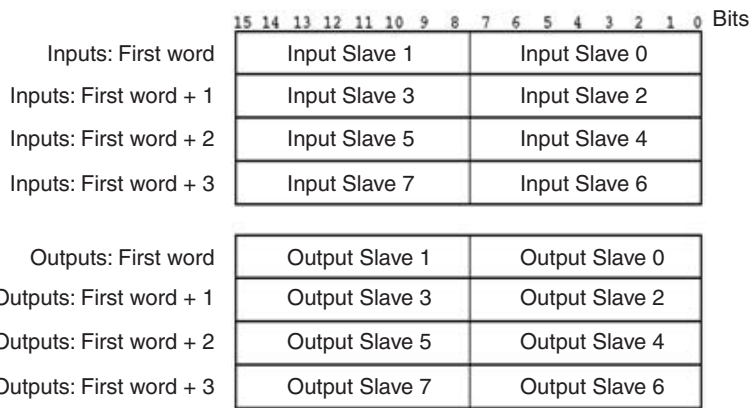 15 14 13 12 11 10 9 8 7 6 5 4 3 2 1 0 Bits
Inputs: First word Input Slave 1 Input Slave 0
Inputs: First word + 1 Input Slave 3 Input Slave 2
Inputs: First word + 2 Input Slave 5 Input Slave 4
Inputs: First word + 3 Input Slave 7 Input Slave 6
Outputs: First word Output Slave 1 Output Slave 0
Outputs: First word + 1 Output Slave 3 Output Slave 2
Outputs: First word + 2 Output Slave 5 Output Slave 4
Outputs: First word + 3 Output Slave 7 Output Slave 6